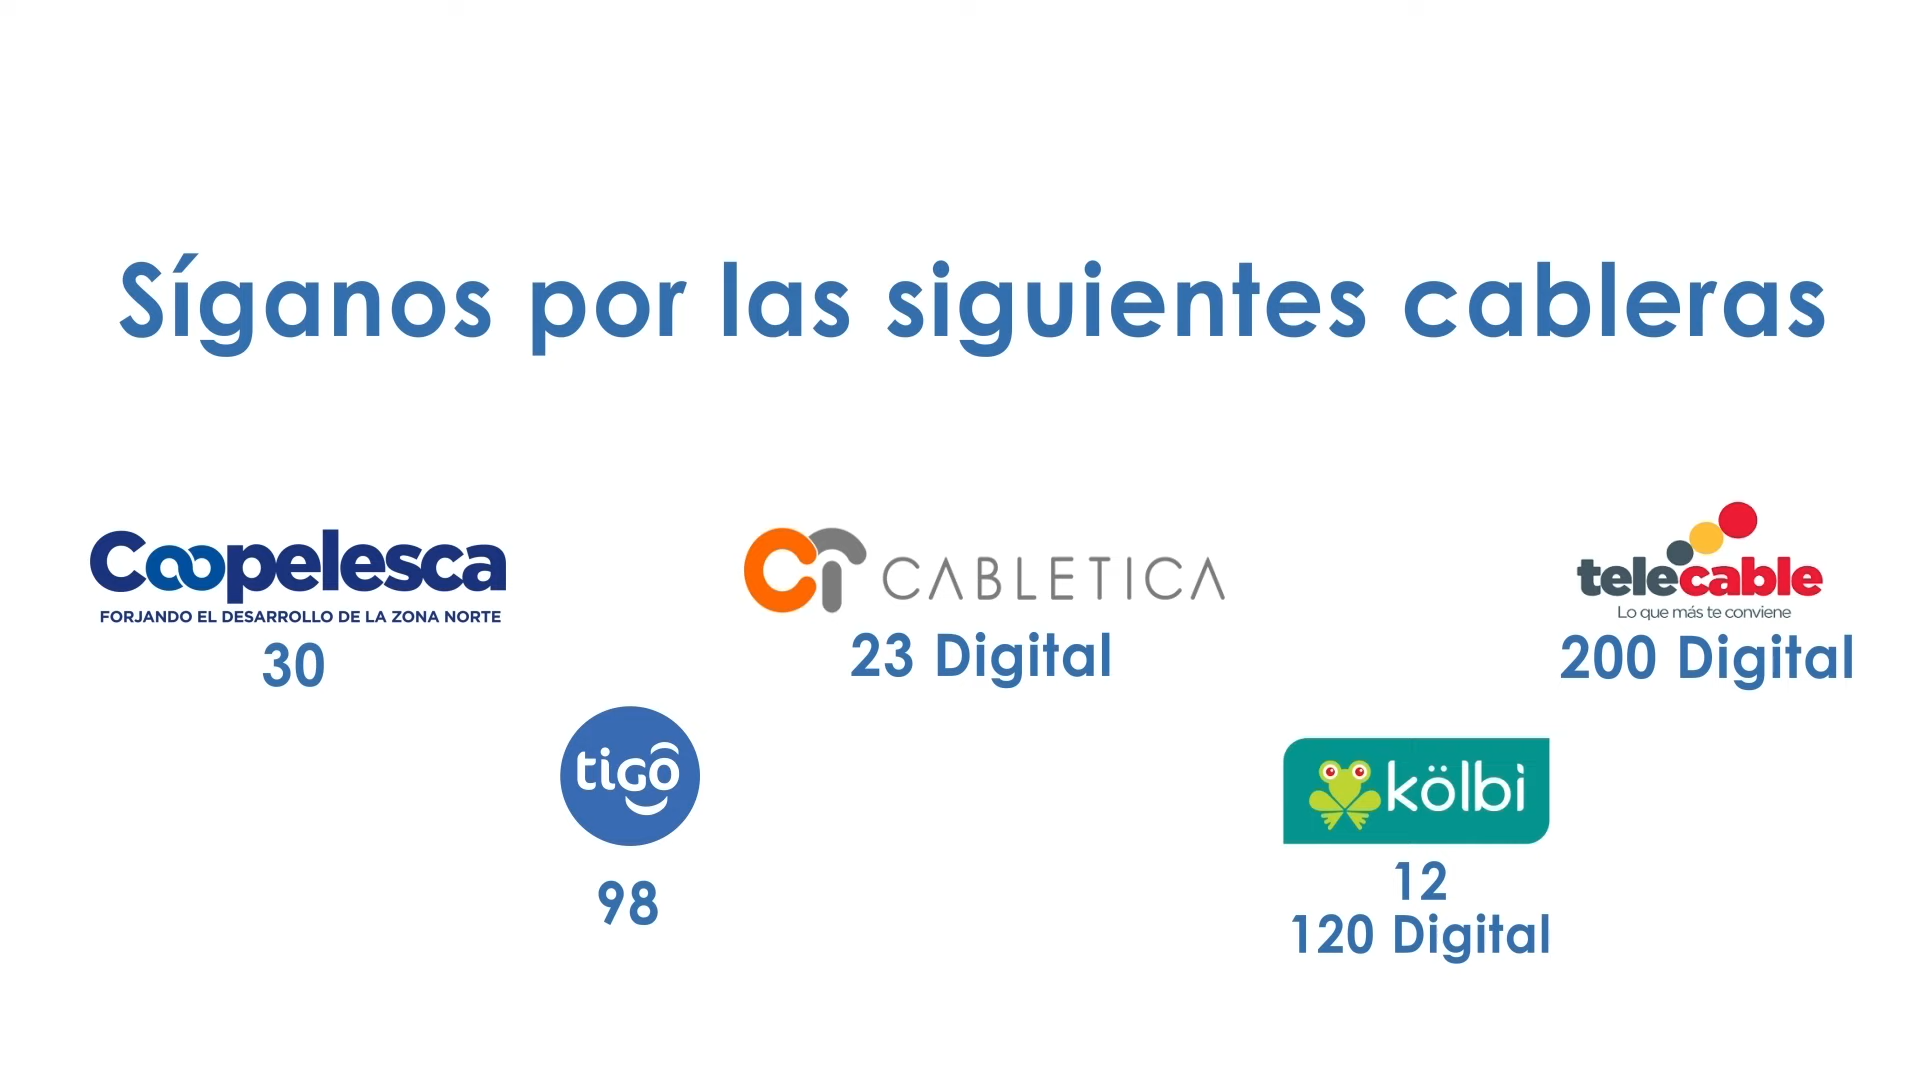 Síganos por las siguientes cableras
Coopelesca
FORJANDO EL DESARROLLO DE LA ZONA NORTE
30
CABLETICA
23 Digital
telecable
Lo que más te conviene
200 Digital
tigo
98
kölbi
12
120 Digital